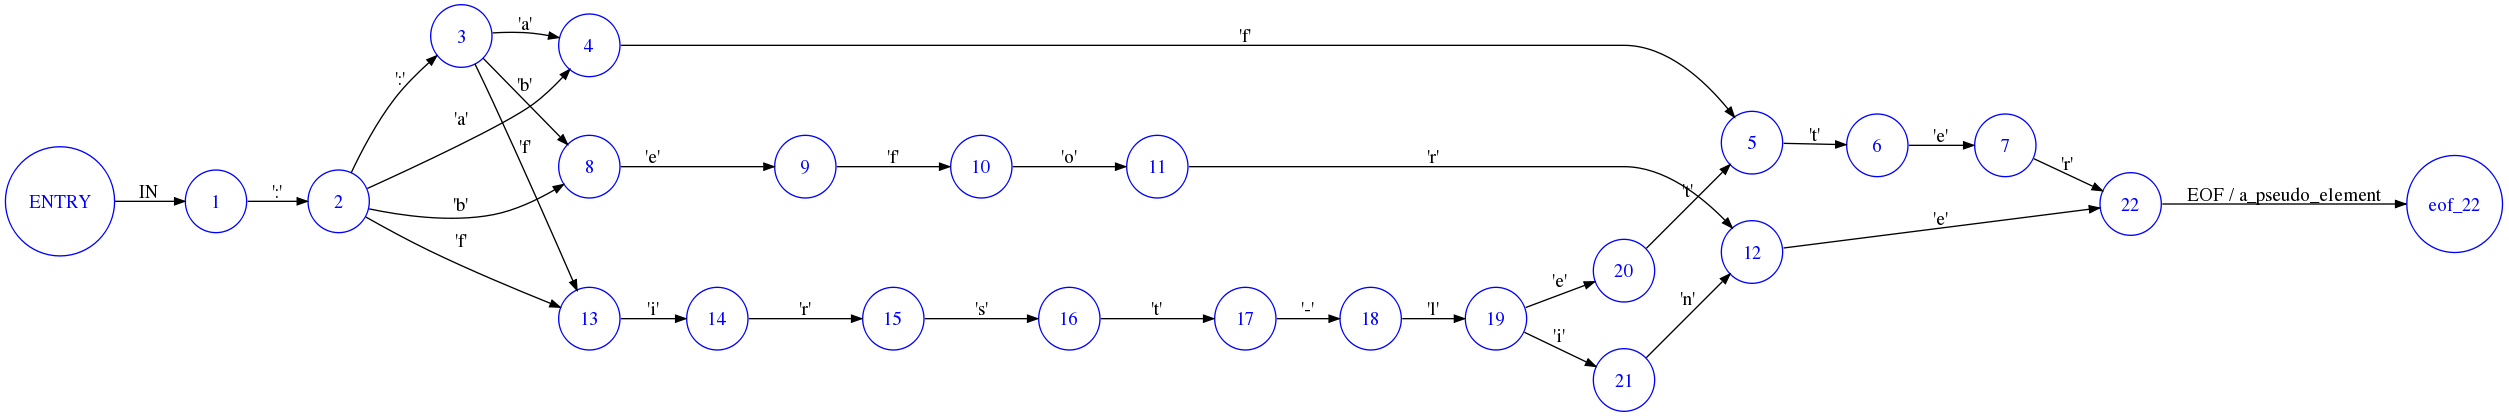 ENTRY
IN
1
':'
2
':'
'a'
'b'
'f'
3
'a'
'b'
'f'
4
'f'
8
'e'
9
'f'
10
'o'
11
'r'
13
'i'
14
'r'
15
's'
16
't'
17
'-'
18
'l'
19
'e'
'i'
20
't'
21
'n'
5
't'
6
'e'
7
'r'
12
'e'
22
EOF / a_pseudo_element
eof_22